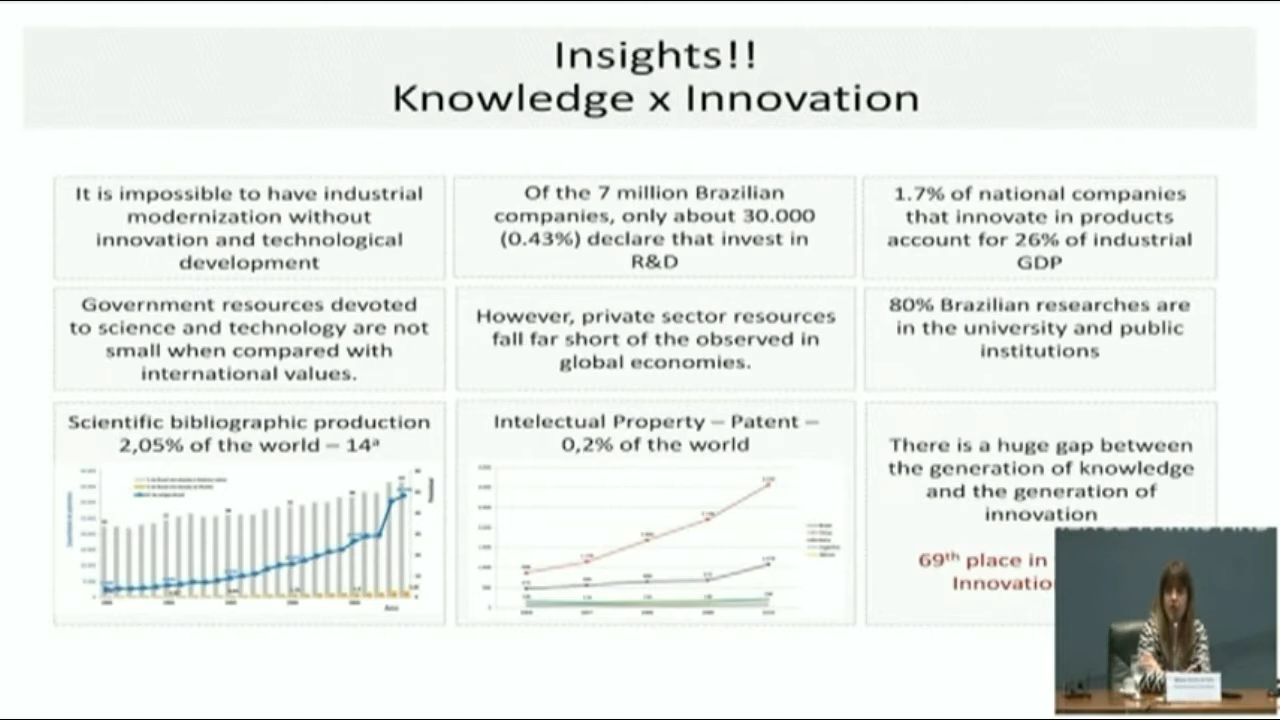 Insights!!
Knowledge x Innovation
It is impossible to have industrial
modernization without
innovation and technological
development
Of the 7 million Brazilian
companies, only about 30.000
(0.43%) declare that invest in
R&D
1.7% of national companies
that innovate in products
account for 26% of industrial
GDP
Government resources devoted
to science and technology are not
small when compared with
international values.
However, private sector resources
fall far short of the observed in
global economies.
80% Brazilian researches are
in the university and public
institutions
Scientific bibliographic production
2,05% of the world – 14ª
Intelectual Property – Patent –
0,2% of the world
There is a huge gap between
the generation of knowledge
and the generation of
innovation
69th place in
Innovatio